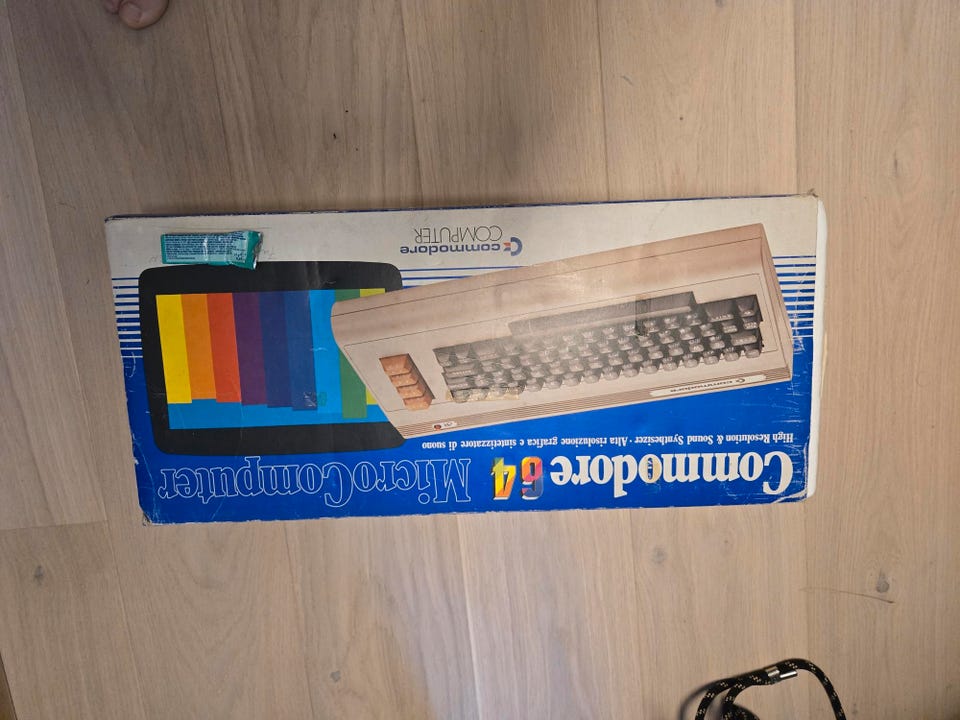 Commodore 64 MicroComputer
High Resolution & Sound Synthesizer · Alta risoluzione grafica e sintetizzatore di suono
commodore
commodore
COMPUTER